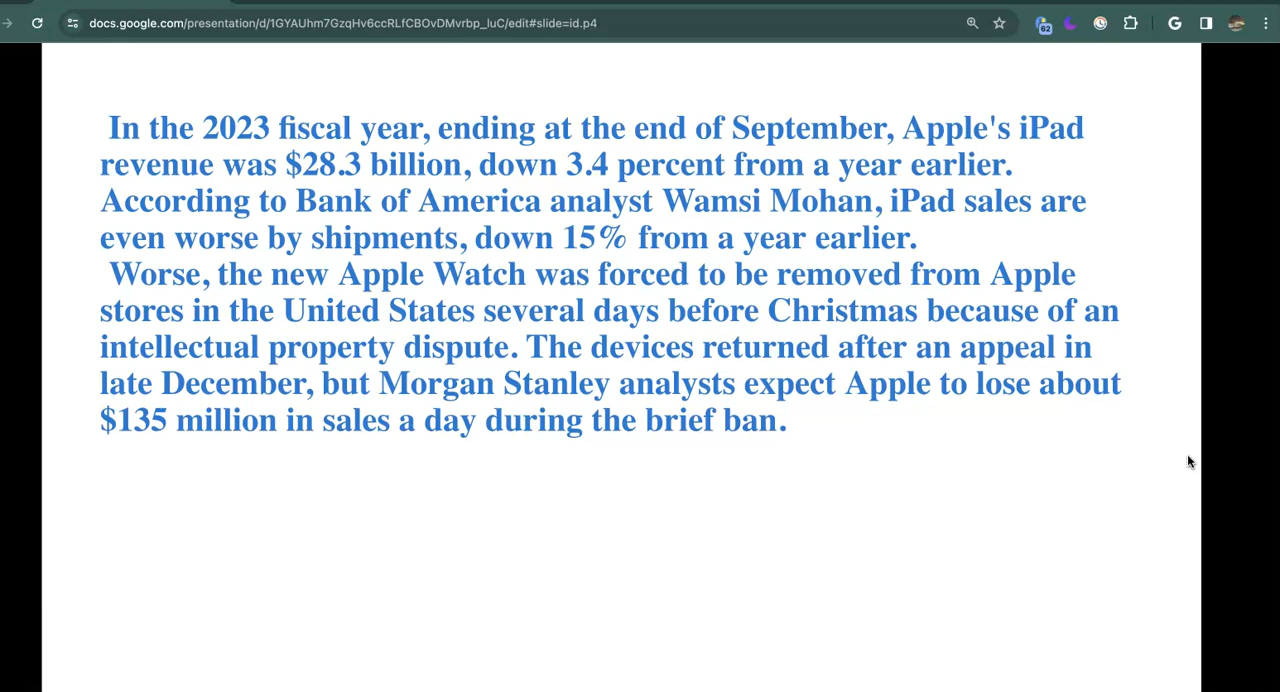 docs.google.com/presentation/d/1GYAUhm7GzqHv6ccRLfCBOvDMvrbp_luC/edit#slide=id.p4
62
In the 2023 fiscal year, ending at the end of September, Apple's iPad
revenue was $28.3 billion, down 3.4 percent from a year earlier.
According to Bank of America analyst Wamsi Mohan, iPad sales are
even worse by shipments, down 15% from a year earlier.
Worse, the new Apple Watch was forced to be removed from Apple
stores in the United States several days before Christmas because of an
intellectual property dispute. The devices returned after an appeal in
late December, but Morgan Stanley analysts expect Apple to lose about
$135 million in sales a day during the brief ban.